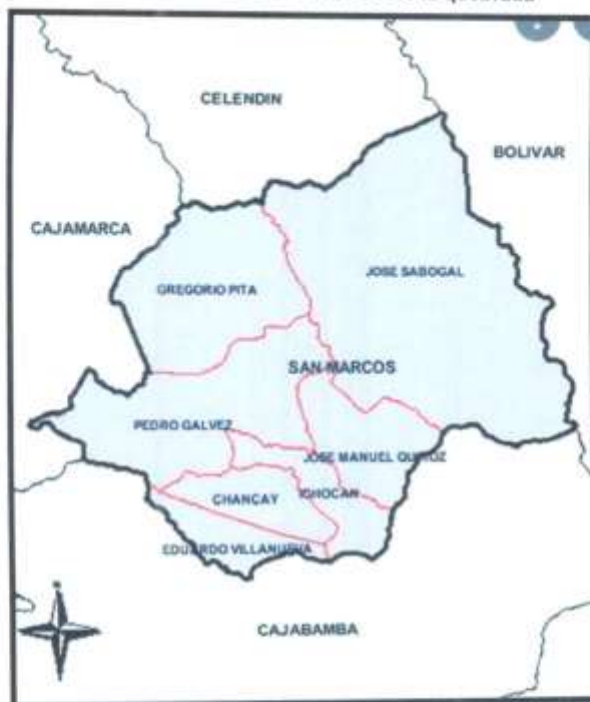 CELENDIN
BOLIVAR
CAJAMARCA
JOSE SABOGAL
GREGORIO PITA
SAN MARCOS
PEDRO GALVEZ
JOSE MANUEL QUIROZ
ICHOCAN
CHANCAY
EDUARDO VILLANUEVA
CAJABAMBA